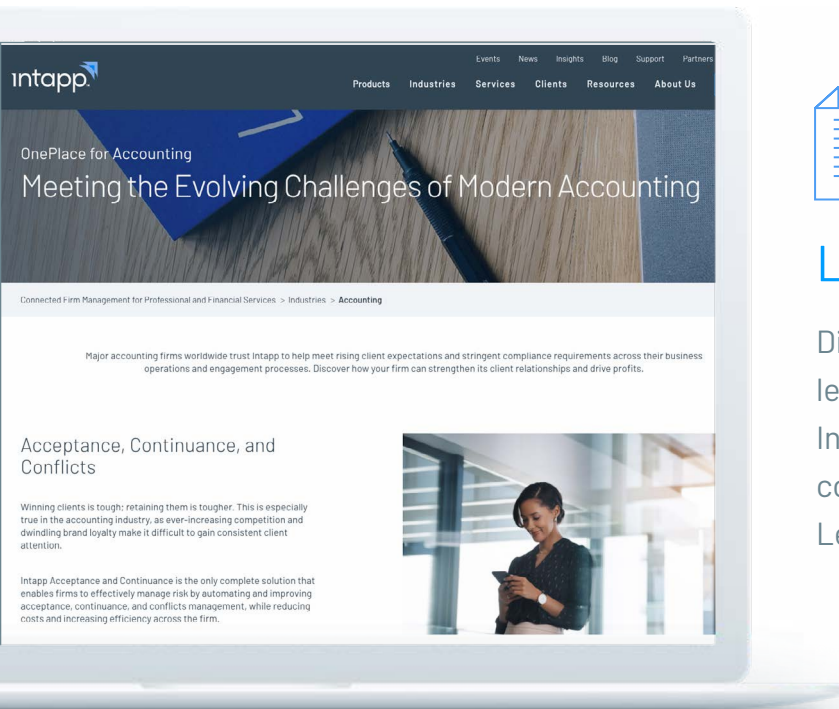 Events News Insights Blog Support Partners
intapp.
Products Industries Services Clients Resources About Us
OnePlace for Accounting
Meeting the Evolving Challenges of Modern Accounting
Connected Firm Management for Professional and Financial Services > Industries > Accounting
Major accounting firms worldwide trust Intapp to help meet rising client expectations and stringent compliance requirements across their business
operations and engagement processes. Discover how your firm can strengthen its client relationships and drive profits.
Acceptance, Continuance, and
Conflicts
Winning clients is tough; retaining them is tougher. This is especially
true in the accounting industry, as ever-increasing competition and
dwindling brand loyalty make it difficult to gain consistent client
attention.
Intapp Acceptance and Continuance is the only complete solution that
enables firms to effectively manage risk by automating and improving
acceptance, continuance, and conflicts management, while reducing
costs and increasing efficiency across the firm.